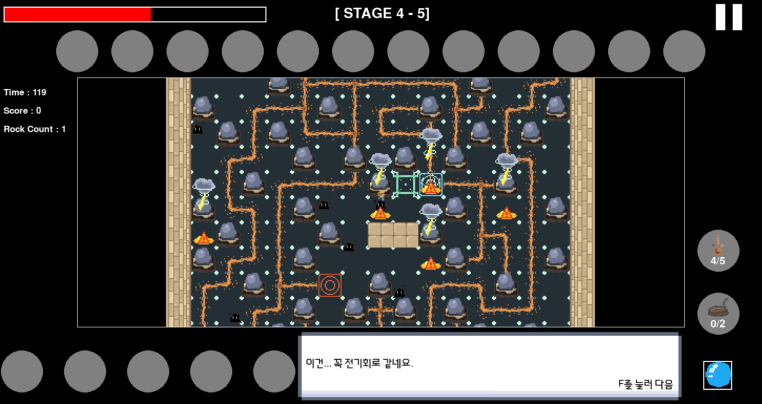 [ STAGE 4 - 5]
Time : 119
Score : 0
Rock Count : 1
4/5
0/2
이건... 꼭 전기회로 같네요.
F를 눌러 다음